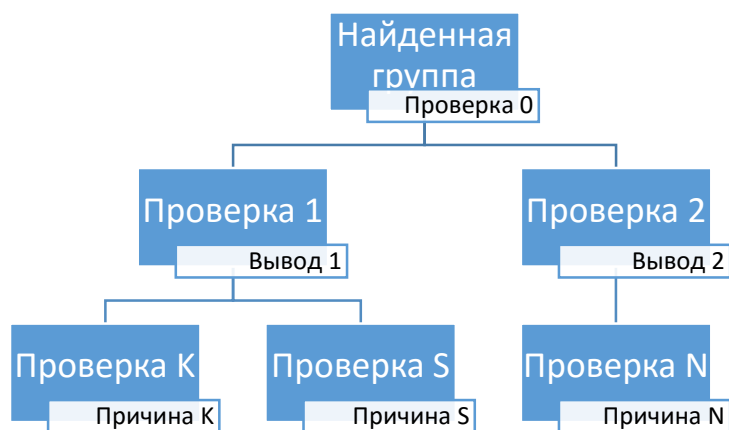 Найденная
группа
Проверка 0
Проверка 1
Вывод 1
Проверка 2
Вывод 2
Проверка K
Причина K
Проверка S
Причина S
Проверка N
Причина N